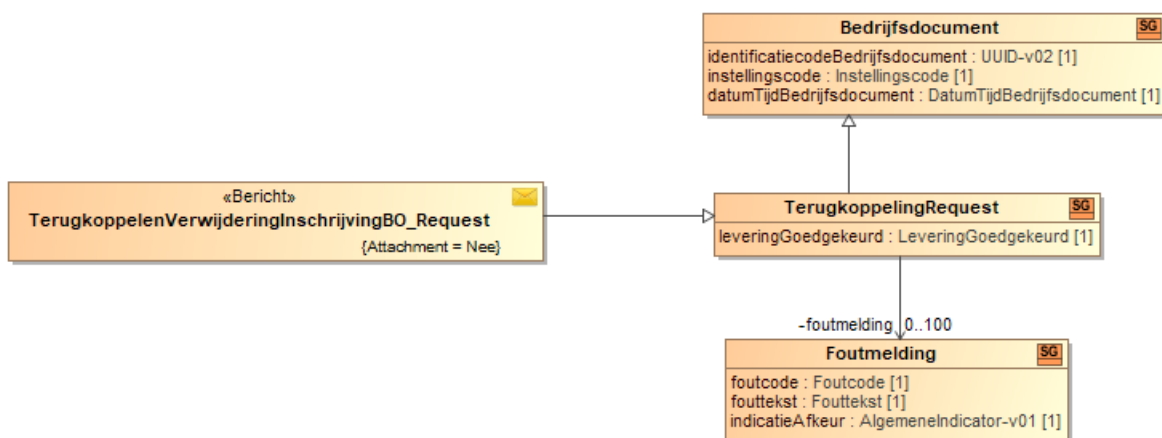 Bedrijfsdocument
SG
identificatiecodeBedrijfsdocument : UUID-v02 [1]
instellingscode : Instellingscode [1]
datumTijdBedrijfsdocument : DatumTijdBedrijfsdocument [1]
«Bericht»
TerugkoppelenVerwijderingInschrijvingBO_Request
{Attachment = Nee}
TerugkoppelingRequest
SG
leveringGoedgekeurd : LeveringGoedgekeurd [1]
-foutmelding 0..100
Foutmelding
SG
foutcode : Foutcode [1]
fouttekst : Fouttekst [1]
indicatieAfkeur : AlgemeneIndicator-v01 [1]